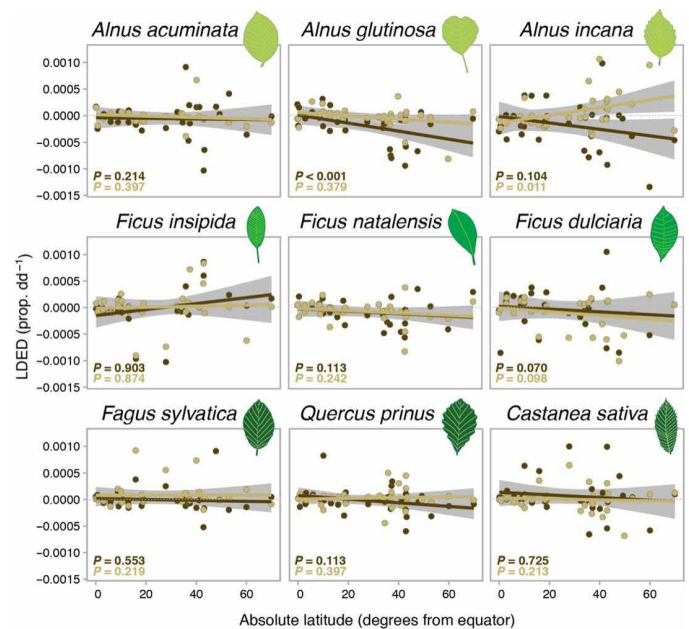 Alnus acuminata Alnus glutinosa Alnus incana
0.0010
0.0005
0.0000
−0.0005
−0.0010
−0.0015
P = 0.214 P < 0.001 P = 0.104
P = 0.397 P = 0.379 P = 0.011
Ficus insipida Ficus natalensis Ficus dulciaria
LDED (prop. dd⁻¹)
0.0010
0.0005
0.0000
−0.0005
−0.0010
−0.0015
P = 0.903 P = 0.113 P = 0.070
P = 0.874 P = 0.242 P = 0.098
Fagus sylvatica Quercus prinus Castanea sativa
0.0010
0.0005
0.0000
−0.0005
−0.0010
−0.0015
P = 0.553 P = 0.113 P = 0.725
P = 0.219 P = 0.397 P = 0.213
0 20 40 60 0 20 40 60 0 20 40 60
Absolute latitude (degrees from equator)